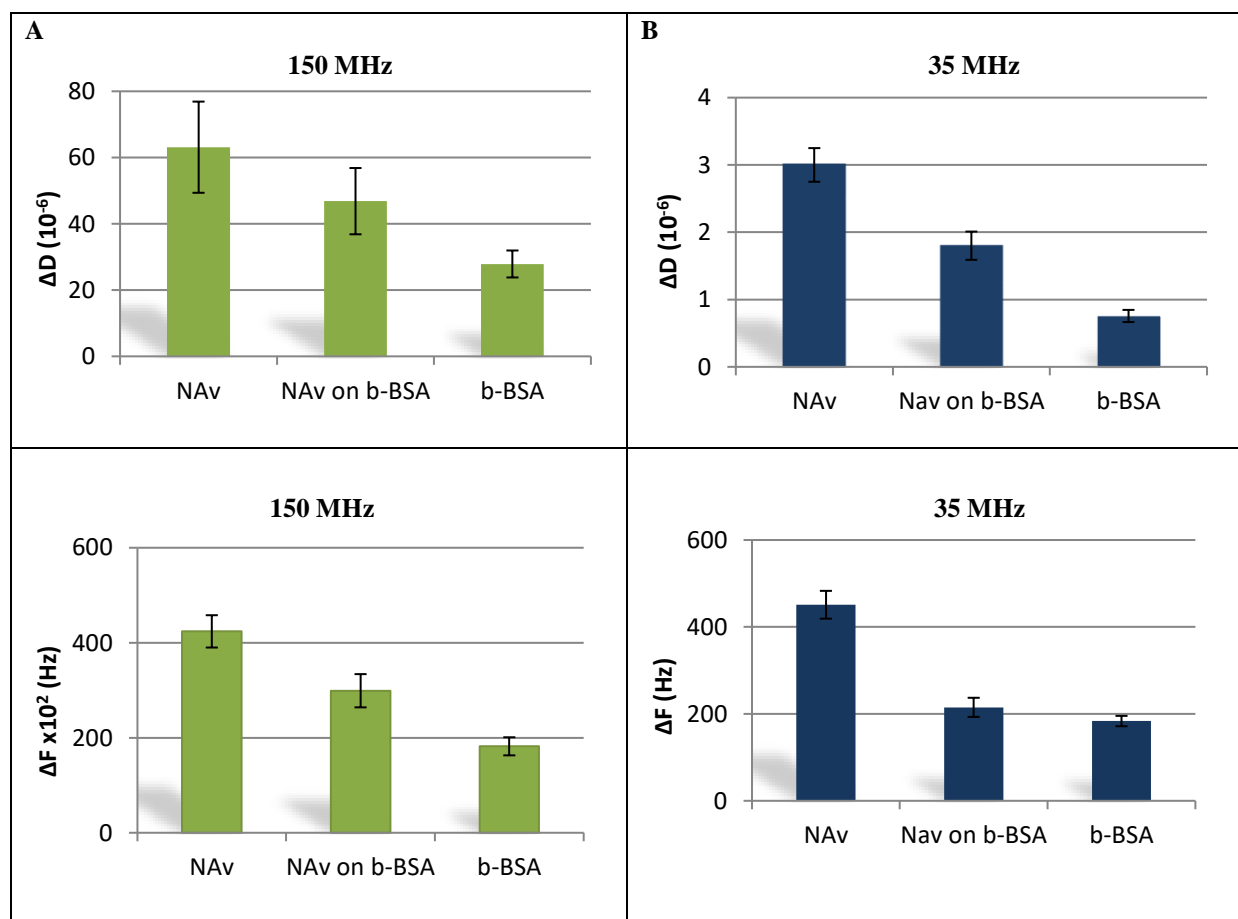 A
150 MHz
80
60
40
20
0
ΔD (10⁻⁶)
NAv NAv on b-BSA b-BSA
B
35 MHz
4
3
2
1
0
ΔD (10⁻⁶)
NAv Nav on b-BSA b-BSA
150 MHz
600
400
200
0
ΔF x10² (Hz)
NAv NAv on b-BSA b-BSA
35 MHz
600
400
200
0
ΔF (Hz)
NAv Nav on b-BSA b-BSA